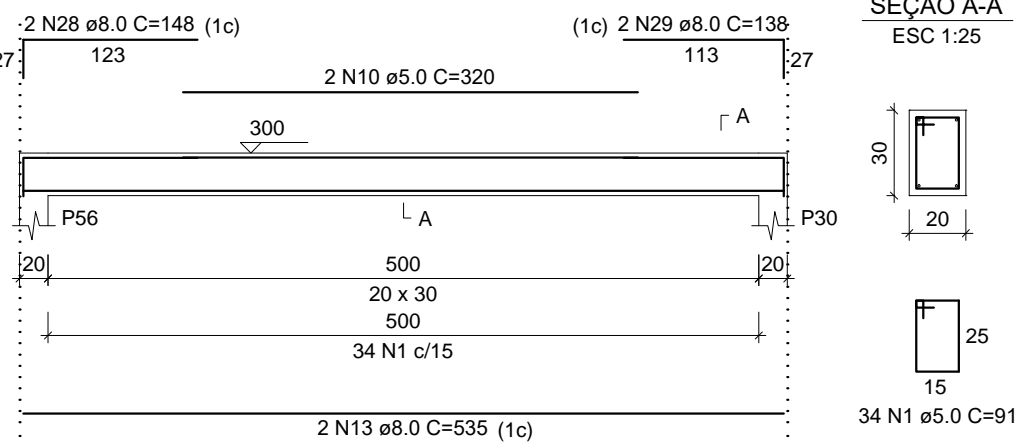 SEÇÃO A-A
ESC 1:25
2 N28 ø8.0 C=148 (1c)
(1c) 2 N29 ø8.0 C=138
27
123
113
27
2 N10 ø5.0 C=320
A
300
30
P56
A
P30
20
20
500
20
20 x 30
500
34 N1 c/15
25
15
34 N1 ø5.0 C=91
2 N13 ø8.0 C=535 (1c)